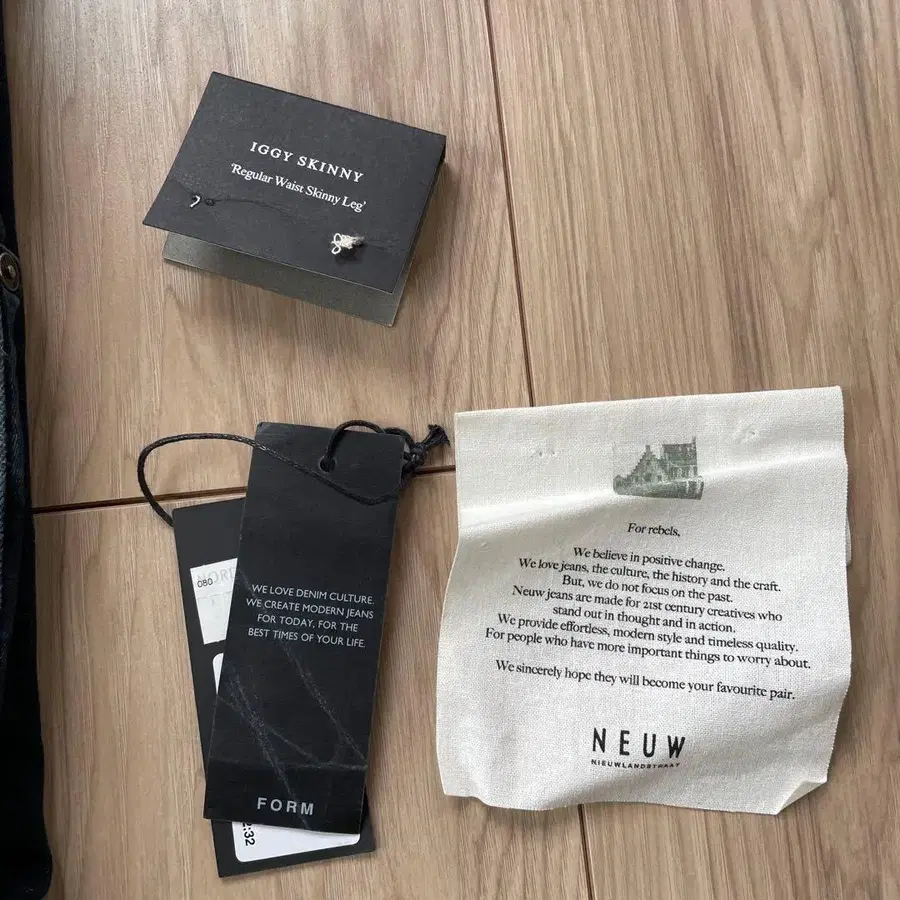 IGGY SKINNY
'Regular Waist Skinny Leg'
080
WE LOVE DENIM CULTURE.
WE CREATE MODERN JEANS
FOR TODAY, FOR THE
BEST TIMES OF YOUR LIFE.
FORM
:32
For rebels,
We believe in positive change.
We love jeans, the culture, the history and the craft.
But, we do not focus on the past.
Neuw jeans are made for 21st century creatives who
stand out in thought and in action.
We provide effortless, modern style and timeless quality.
For people who have more important things to worry about.
We sincerely hope they will become your favourite pair.
NEUW
NIEUWLANDSTRAAT